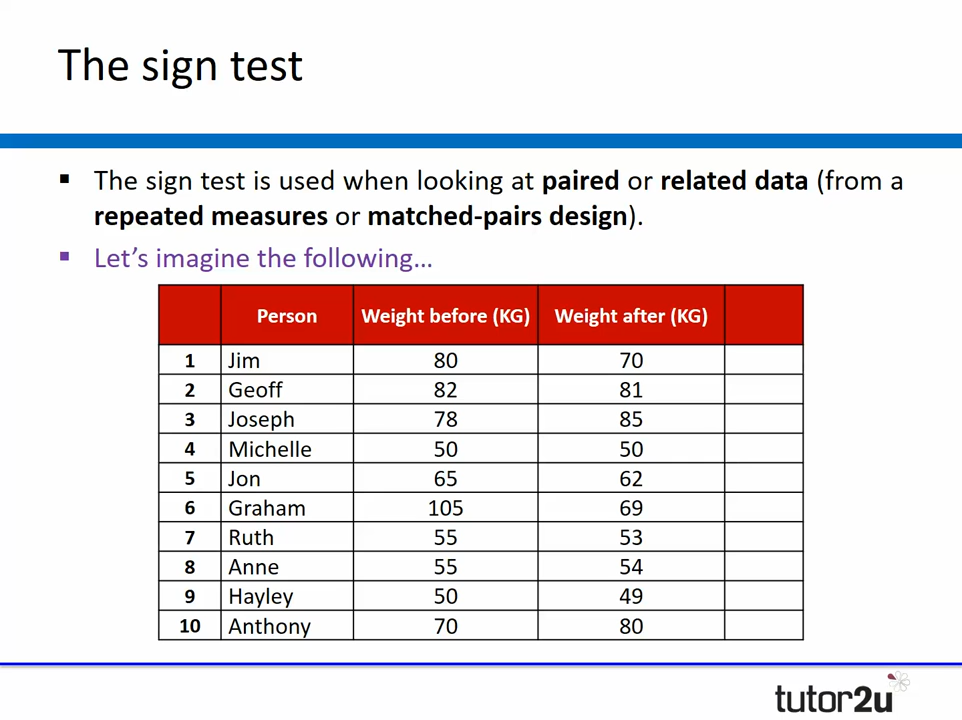 The sign test
▪ The sign test is used when looking at paired or related data (from a
repeated measures or matched-pairs design).
▪ Let's imagine the following…
Person Weight before (KG) Weight after (KG)
1 Jim 80 70
2 Geoff 82 81
3 Joseph 78 85
4 Michelle 50 50
5 Jon 65 62
6 Graham 105 69
7 Ruth 55 53
8 Anne 55 54
9 Hayley 50 49
10 Anthony 70 80
tutor2u